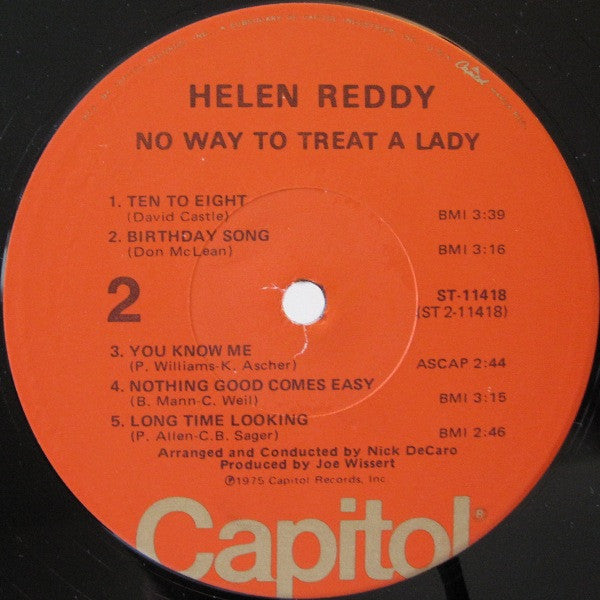 Capitol
HELEN REDDY
NO WAY TO TREAT A LADY
1. TEN TO EIGHT
(David Castle) BMI 3:39
2. BIRTHDAY SONG
(Don McLean) BMI 3:16
2
ST-11418
(ST 2-11418)
3. YOU KNOW ME
(P. Williams-K. Ascher) ASCAP 2:44
4. NOTHING GOOD COMES EASY
(B. Mann-C. Weil) BMI 3:15
5. LONG TIME LOOKING
(P. Allen-C.B. Sager) BMI 2:46
Arranged and Conducted by Nick DeCaro
Produced by Joe Wissert
℗1975 Capitol Records, Inc.
Capitol®